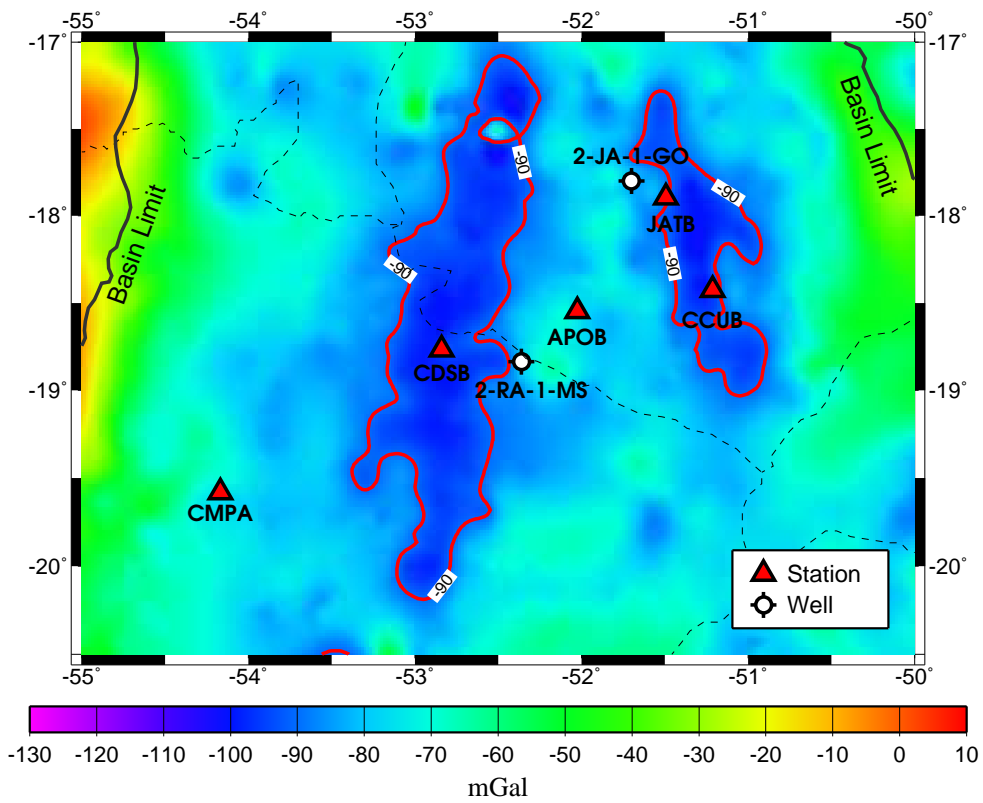 -55˚ -54˚ -53˚ -52˚ -51˚ -50˚
-17˚ -17˚
Basin Limit
2-JA-1-GO
-90
-90
JATB
-18˚ -18˚
Basin Limit
-90
-90
CCUB
APOB
CDSB
2-RA-1-MS
-19˚ -19˚
CMPA
-20˚ -20˚
-90
Station
Well
-55˚ -54˚ -53˚ -52˚ -51˚ -50˚
-130 -120 -110 -100 -90 -80 -70 -60 -50 -40 -30 -20 -10 0 10
mGal